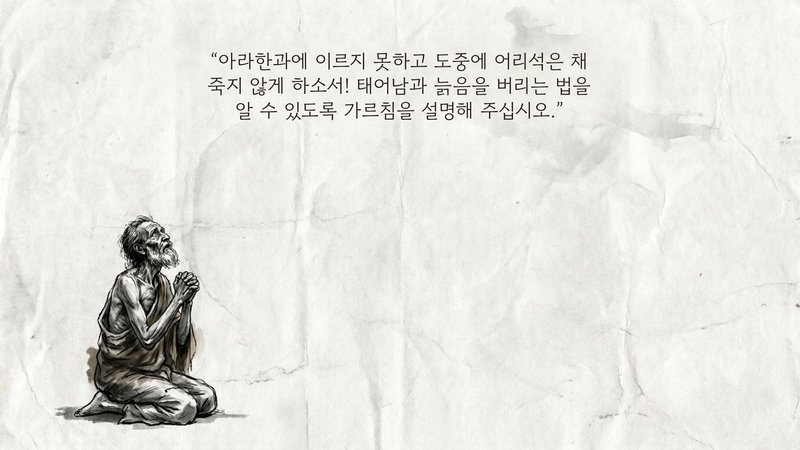 “아라한과에 이르지 못하고 도중에 어리석은 채
죽지 않게 하소서! 태어남과 늙음을 버리는 법을
알 수 있도록 가르침을 설명해 주십시오.”